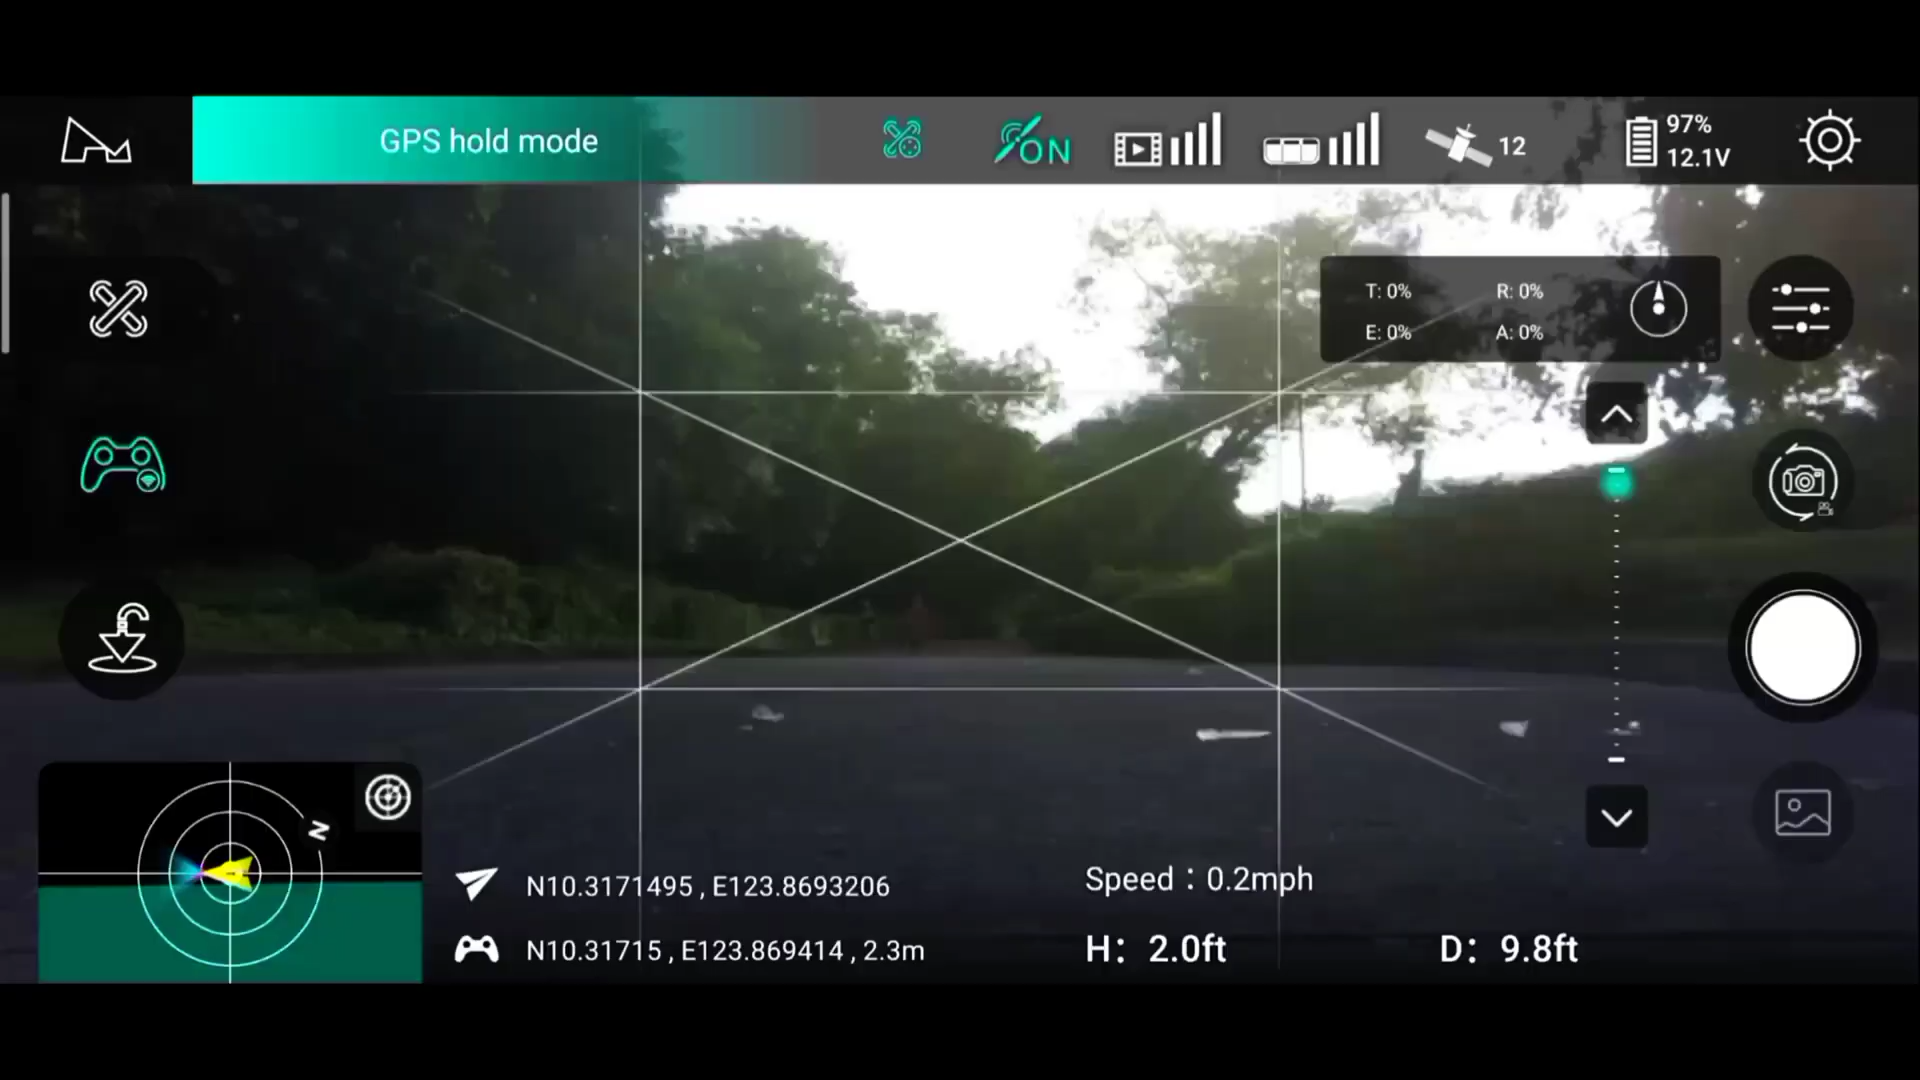 GPS hold mode
ON
12
97%
12.1V
T: 0%
R: 0%
E: 0%
A: 0%
N
N10.3171495 , E123.8693206
Speed : 0.2mph
N10.31715 , E123.869414 , 2.3m
H: 2.0ft
D: 9.8ft